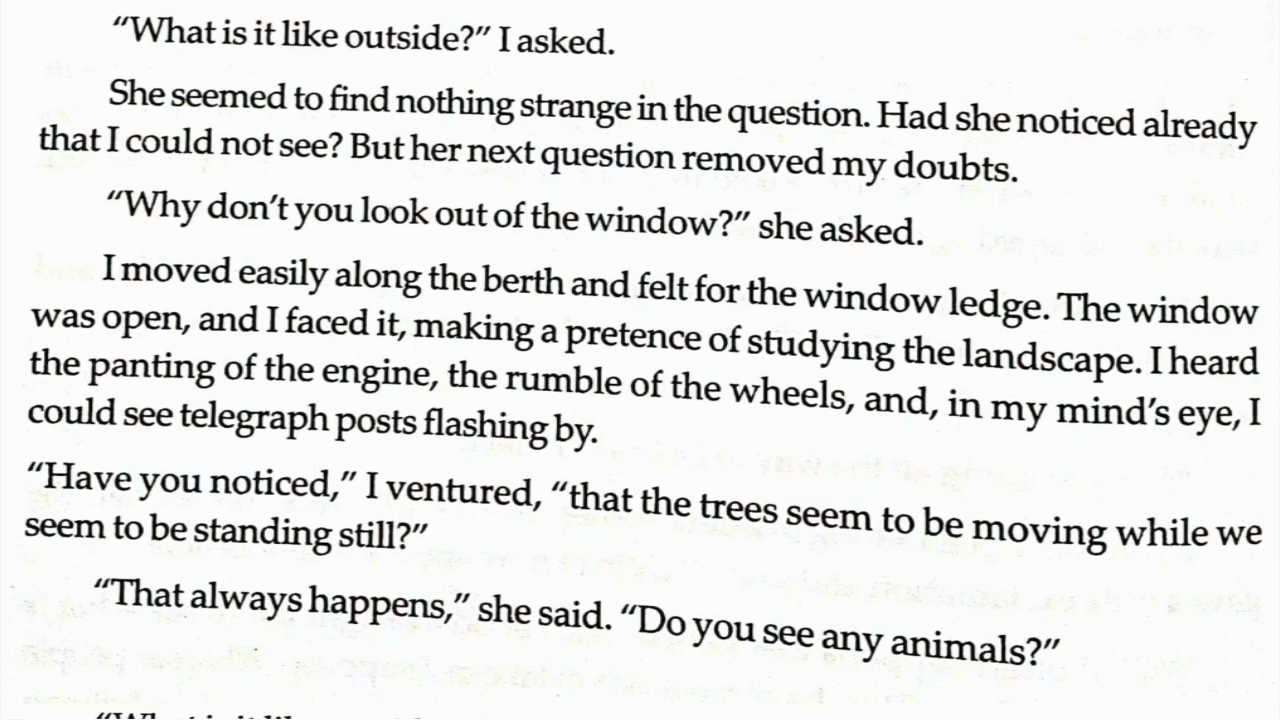 “What is it like outside?” I asked.
She seemed to find nothing strange in the question. Had she noticed already
that I could not see? But her next question removed my doubts.
“Why don’t you look out of the window?” she asked.
I moved easily along the berth and felt for the window ledge. The window
was open, and I faced it, making a pretence of studying the landscape. I heard
the panting of the engine, the rumble of the wheels, and, in my mind’s eye, I
could see telegraph posts flashing by.
“Have you noticed,” I ventured, “that the trees seem to be moving while we
seem to be standing still?”
“That always happens,” she said. “Do you see any animals?”